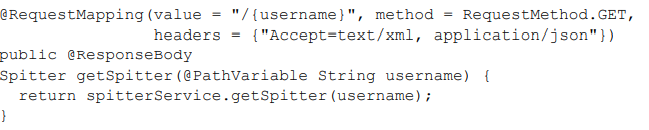 @RequestMapping(value = "/{username}", method = RequestMethod.GET,
headers = {"Accept=text/xml, application/json"})
public @ResponseBody
Spitter getSpitter(@PathVariable String username) {
return spitterService.getSpitter(username);
}